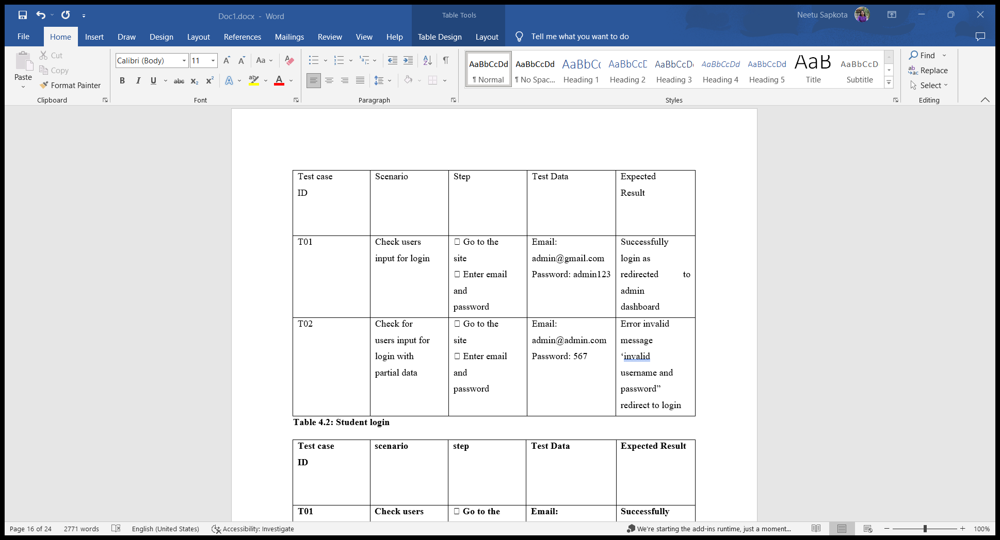 Doc1.docx - Word
Table Tools
Neetu Sapkota
File Home Insert Draw Design Layout References Mailings Review View Help Table Design Layout Tell me what you want to do
Paste
Cut
Copy
Format Painter
Clipboard
Calibri (Body) 11
Font
Paragraph
AaBbCcDd AaBbCcDd AaBbC( AaBbCcE AaBbCcD( AaBbCcDd AaBbCcDd AaB AaBbCcD
¶ Normal ¶ No Spac... Heading 1 Heading 2 Heading 3 Heading 4 Heading 5 Title Subtitle
Styles
Find
Replace
Select
Editing
Test case
ID
Scenario
Step
Test Data
Expected
Result
T01
Check users
input for login
Go to the
site
Enter email
and
password
Email:
admin@gmail.com
Password: admin123
Successfully
login as
redirected to
admin
dashboard
T02
Check for
users input for
login with
partial data
Go to the
site
Enter email
and
password
Email:
admin@admin.com
Password: 567
Error invalid
message
‘invalid
username and
password”
redirect to login
Table 4.2: Student login
Test case
ID
scenario
step
Test Data
Expected Result
T01
Check users
Go to the
Email:
Successfully
Page 16 of 24 2771 words English (United States) Accessibility: Investigate We're starting the add-ins runtime, just a moment... 100%